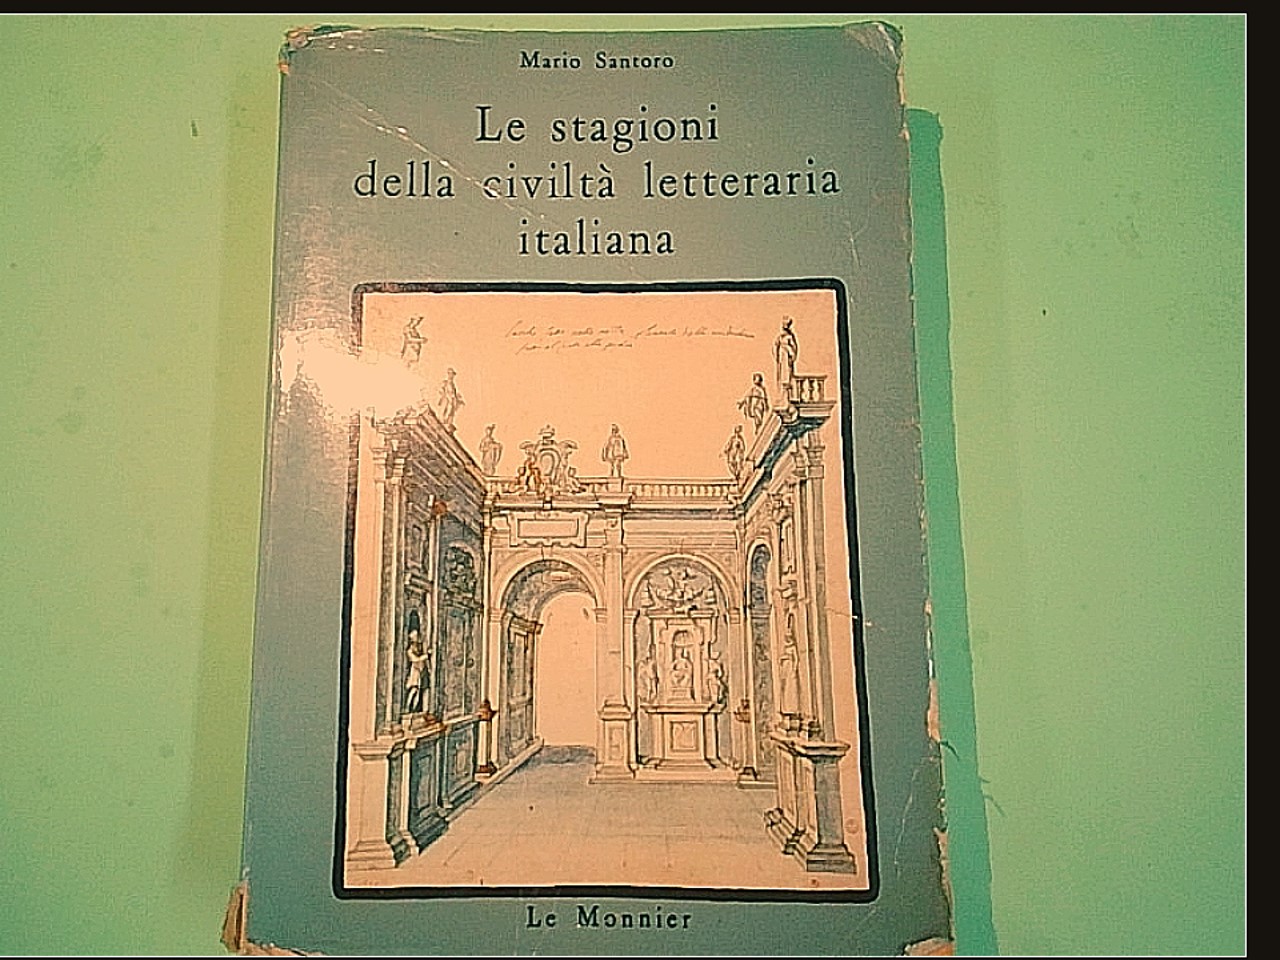 Mario Santoro
Le stagioni
della civiltà letteraria
italiana
Le Monnier